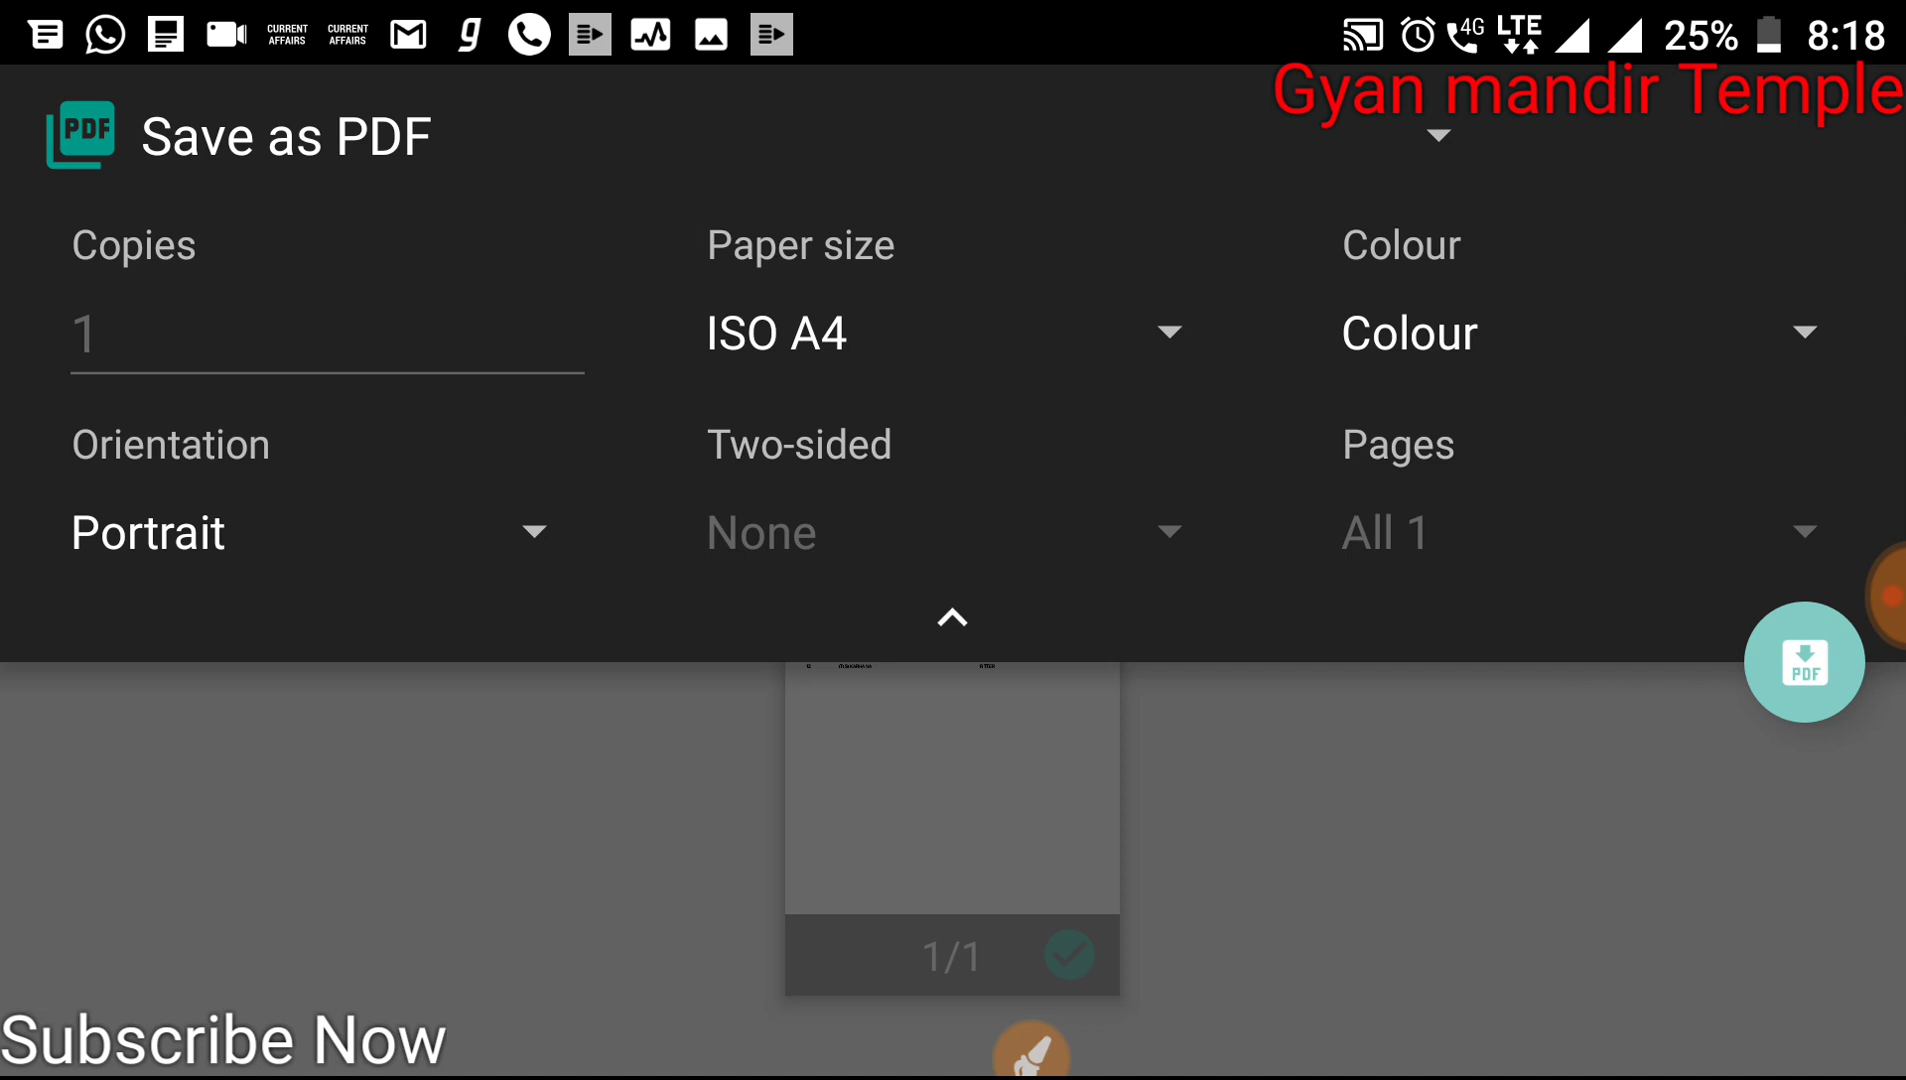 CURRENT AFFAIRS
CURRENT AFFAIRS
g
4G
LTE
25%
8:18
Gyan mandir Temple
PDF
Save as PDF
Copies
Paper size
Colour
1
ISO A4
Colour
Orientation
Two-sided
Pages
Portrait
None
All 1
PDF
1/1
Subscribe Now